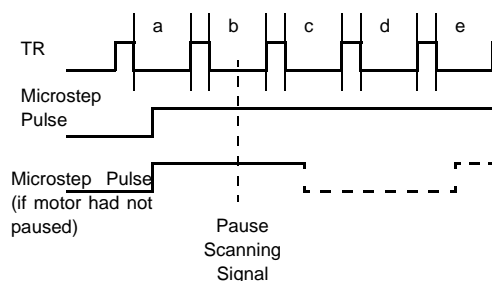 a b c d e
TR
Microstep
Pulse
Microstep Pulse
(if motor had not
paused)
Pause
Scanning
Signal